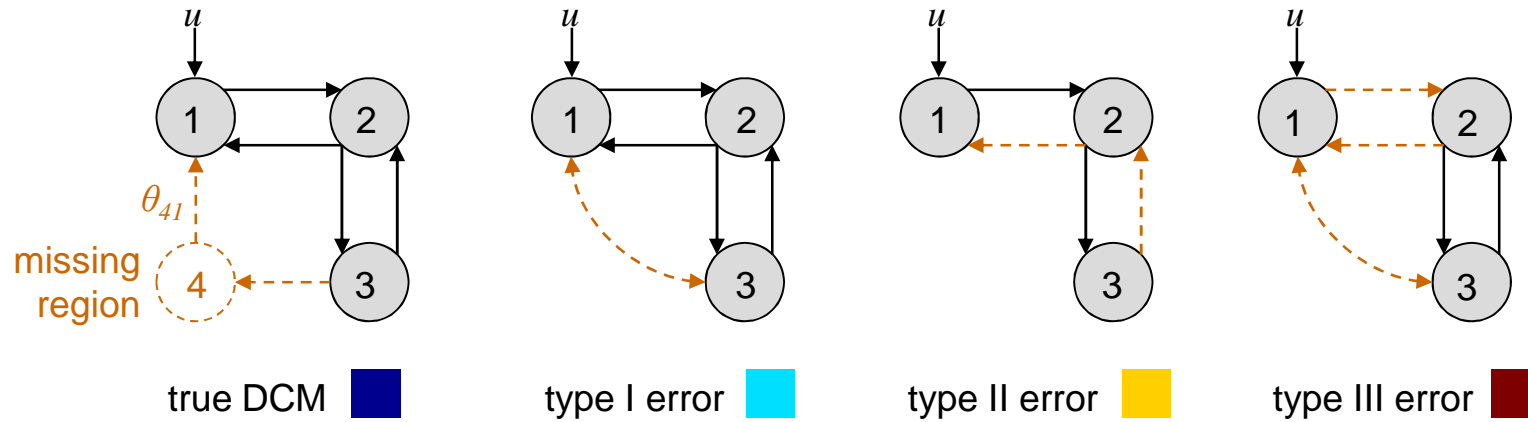 u
u
u
u
1
2
1
2
1
2
1
2
θ41
missing
region
4
3
3
3
3
true DCM
type I error
type II error
type III error